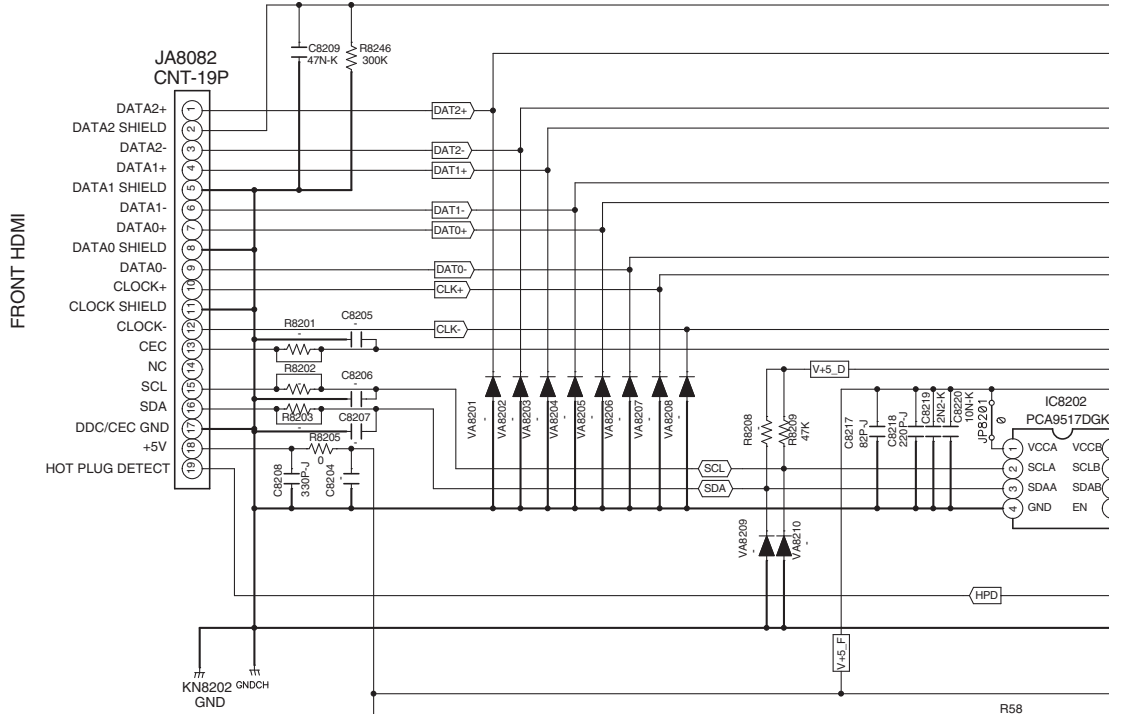 C8209
47N-K
R8246
300K
JA8082
CNT-19P
FRONT HDMI
DATA2+
1
DAT2+
DATA2 SHIELD
2
DATA2-
3
DAT2-
DATA1+
4
DAT1+
DATA1 SHIELD
5
DATA1-
6
DAT1-
DATA0+
7
DAT0+
DATA0 SHIELD
8
DATA0-
9
DAT0-
CLOCK+
10
CLK+
CLOCK SHIELD
11
CLOCK-
12
CLK-
CEC
13
NC
14
SCL
15
SDA
16
DDC/CEC GND
17
+5V
18
HOT PLUG DETECT
19
R8201
-
C8205
-
R8202
C8206
-
R8203
-
C8207
-
R8205
0
C8208
330P-J
C8204
-
VA8201
-
VA8202
-
VA8203
-
VA8204
-
VA8205
-
VA8206
-
VA8207
-
VA8208
-
V+5_D
R8208
R8209
47K
SCL
SDA
VA8209
-
VA8210
-
C8217
82P-J
C8218
220P-J
C8219
2N2-K
C8220
10N-K
JP8201
0
IC8202
PCA9517DGK
1
VCCA
VCCB
2
SCLA
SCLB
3
SDAA
SDAB
4
GND
EN
HPD
V+5_F
KN8202
GND
GNDCH
R58